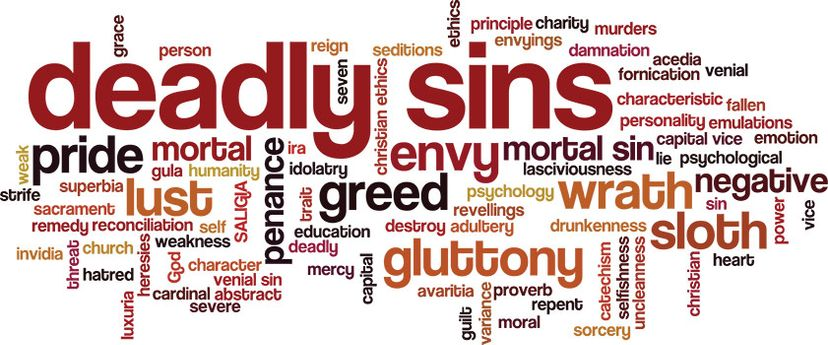 deadly sins
grace
person
reign
seditions
ethics
principle
charity
murders
envyings
damnation
acedia
fornication
venial
seven
christian ethics
characteristic
fallen
personality
emulations
weak
pride
mortal
gula
humanity
penance
ira
idolatry
envy
mortal sin
lasciviousness
lie
capital vice
emotion
psychological
strife
superbia
lust
SALIGIA
trait
greed
psychology
wrath
negative
sacrament
self
revellings
sin
power
vice
remedy
reconciliation
weakness
education
destroy
adultery
drunkenness
sloth
invidia
church
threat
heresies
God
deadly
gluttony
catechism
selfishness
uncleanness
heart
hatred
character
mercy
capital
christian
luxuria
cardinal
venial sin
abstract
severe
avaritia
proverb
repent
guilt
variance
moral
sorcery